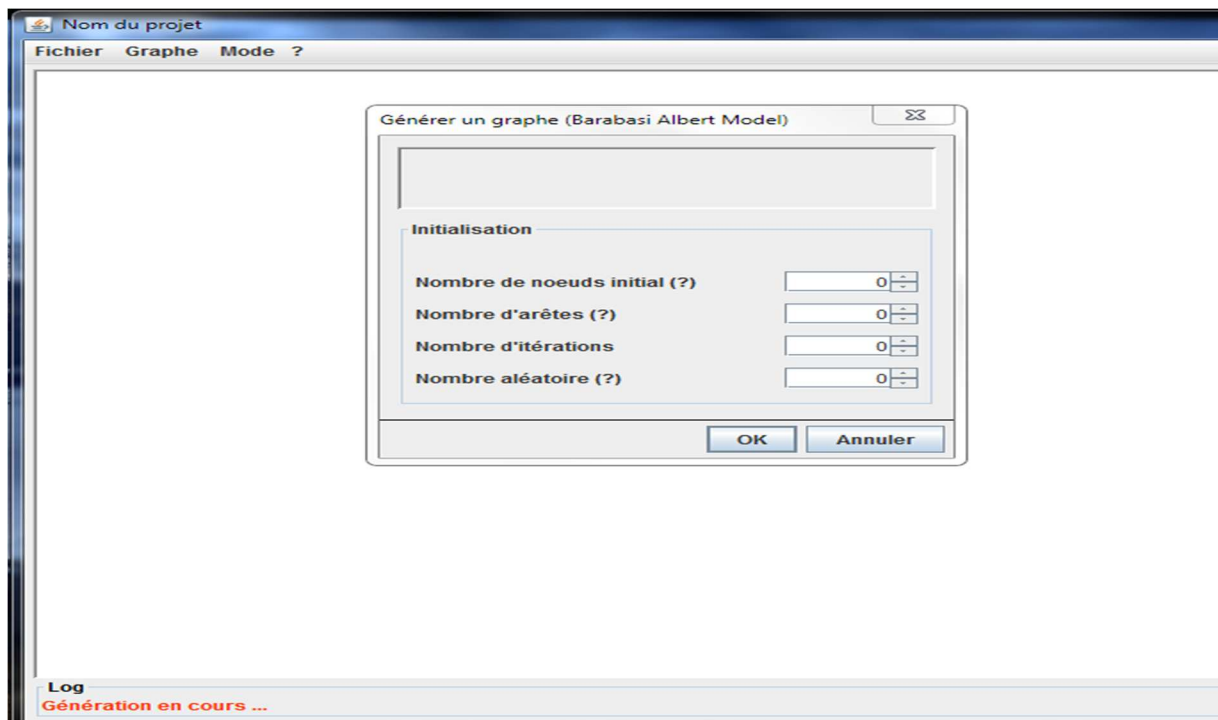 Nom du projet
Fichier Graphe Mode ?
Générer un graphe (Barabasi Albert Model)
Initialisation
Nombre de noeuds initial (?) 0
Nombre d'arêtes (?) 0
Nombre d'itérations 0
Nombre aléatoire (?) 0
OK Annuler
Log
Génération en cours ...